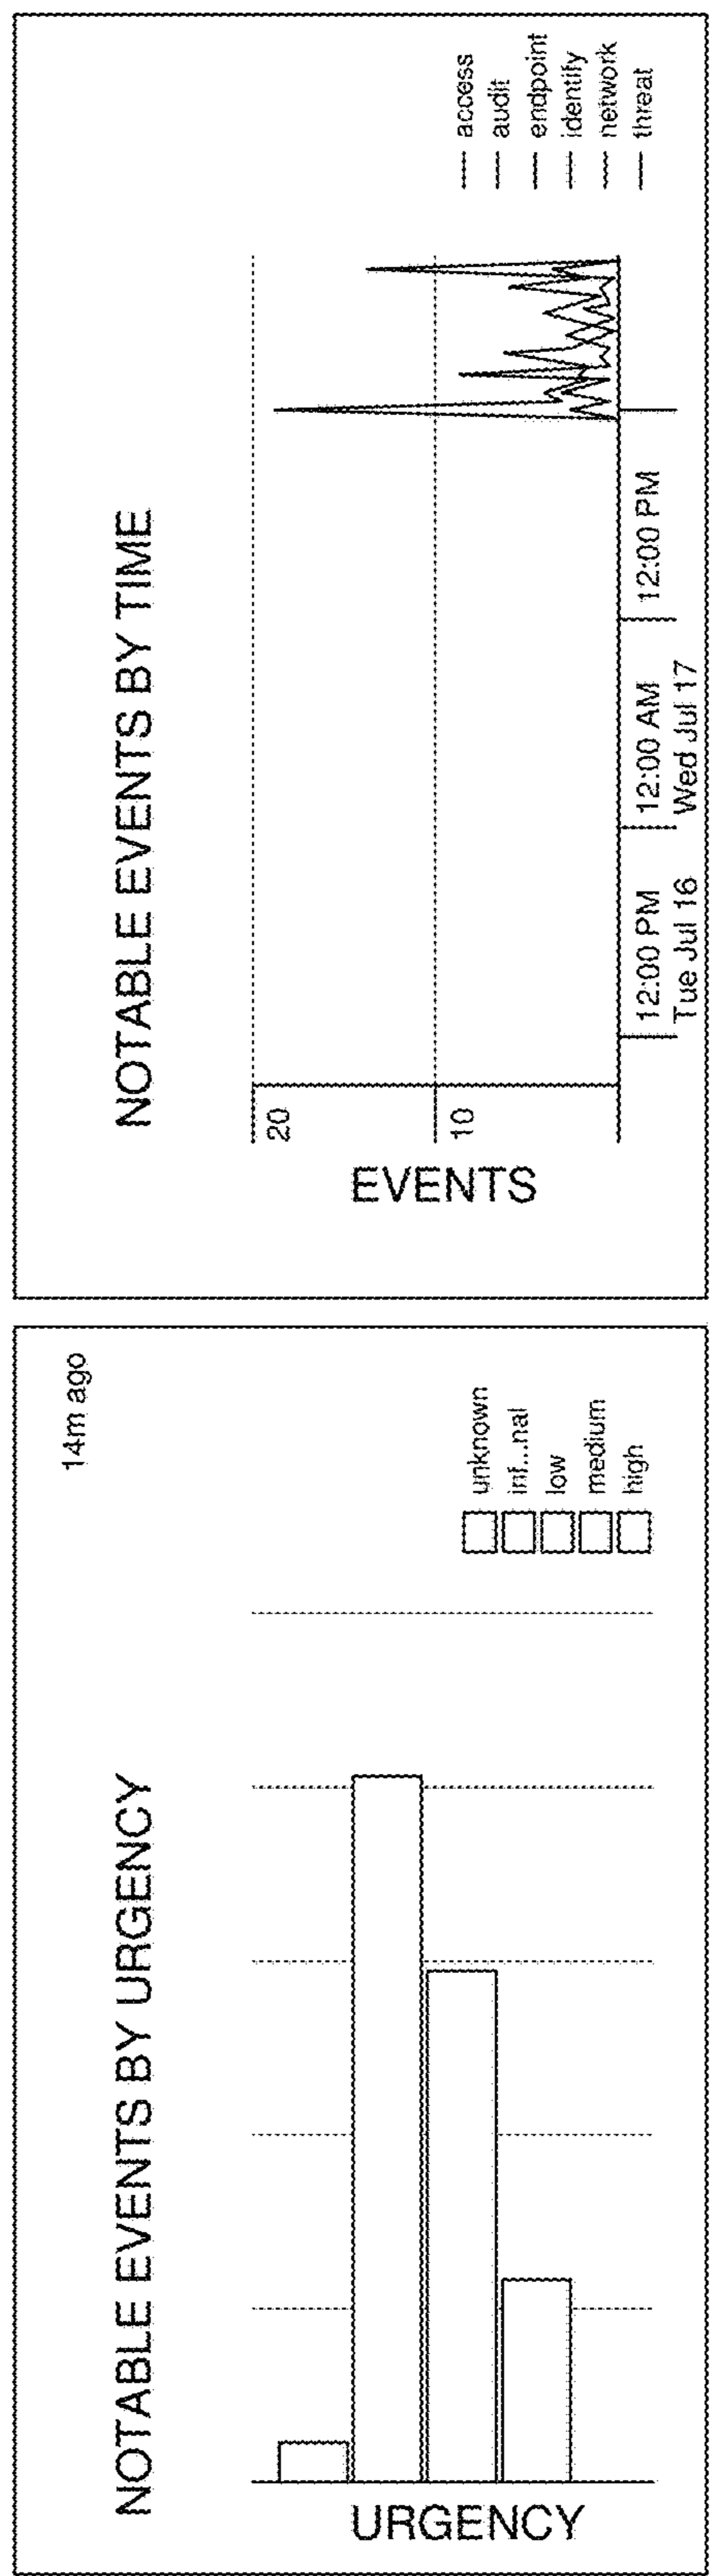 NOTABLE EVENTS BY URGENCY
14m ago
URGENCY
unknown
inf...nal
low
medium
high
NOTABLE EVENTS BY TIME
EVENTS
20
10
12:00 PM
Tue Jul 16
12:00 AM
Wed Jul 17
12:00 PM
access
audit
endpoint
identify
network
threat